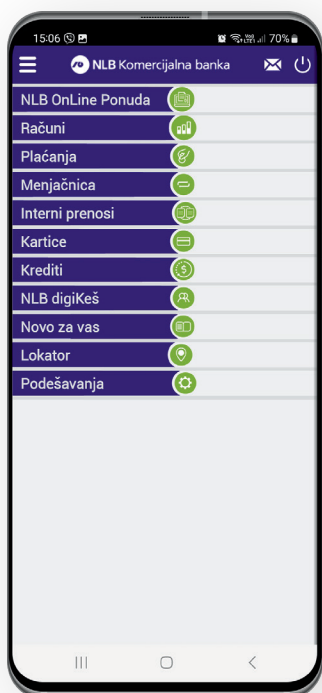 15:06 70%
NLB Komercijalna banka
NLB OnLine Ponuda
Računi
Plaćanja
Menjačnica
Interni prenosi
Kartice
Krediti
NLB digiKeš
Novo za vas
Lokator
Podešavanja